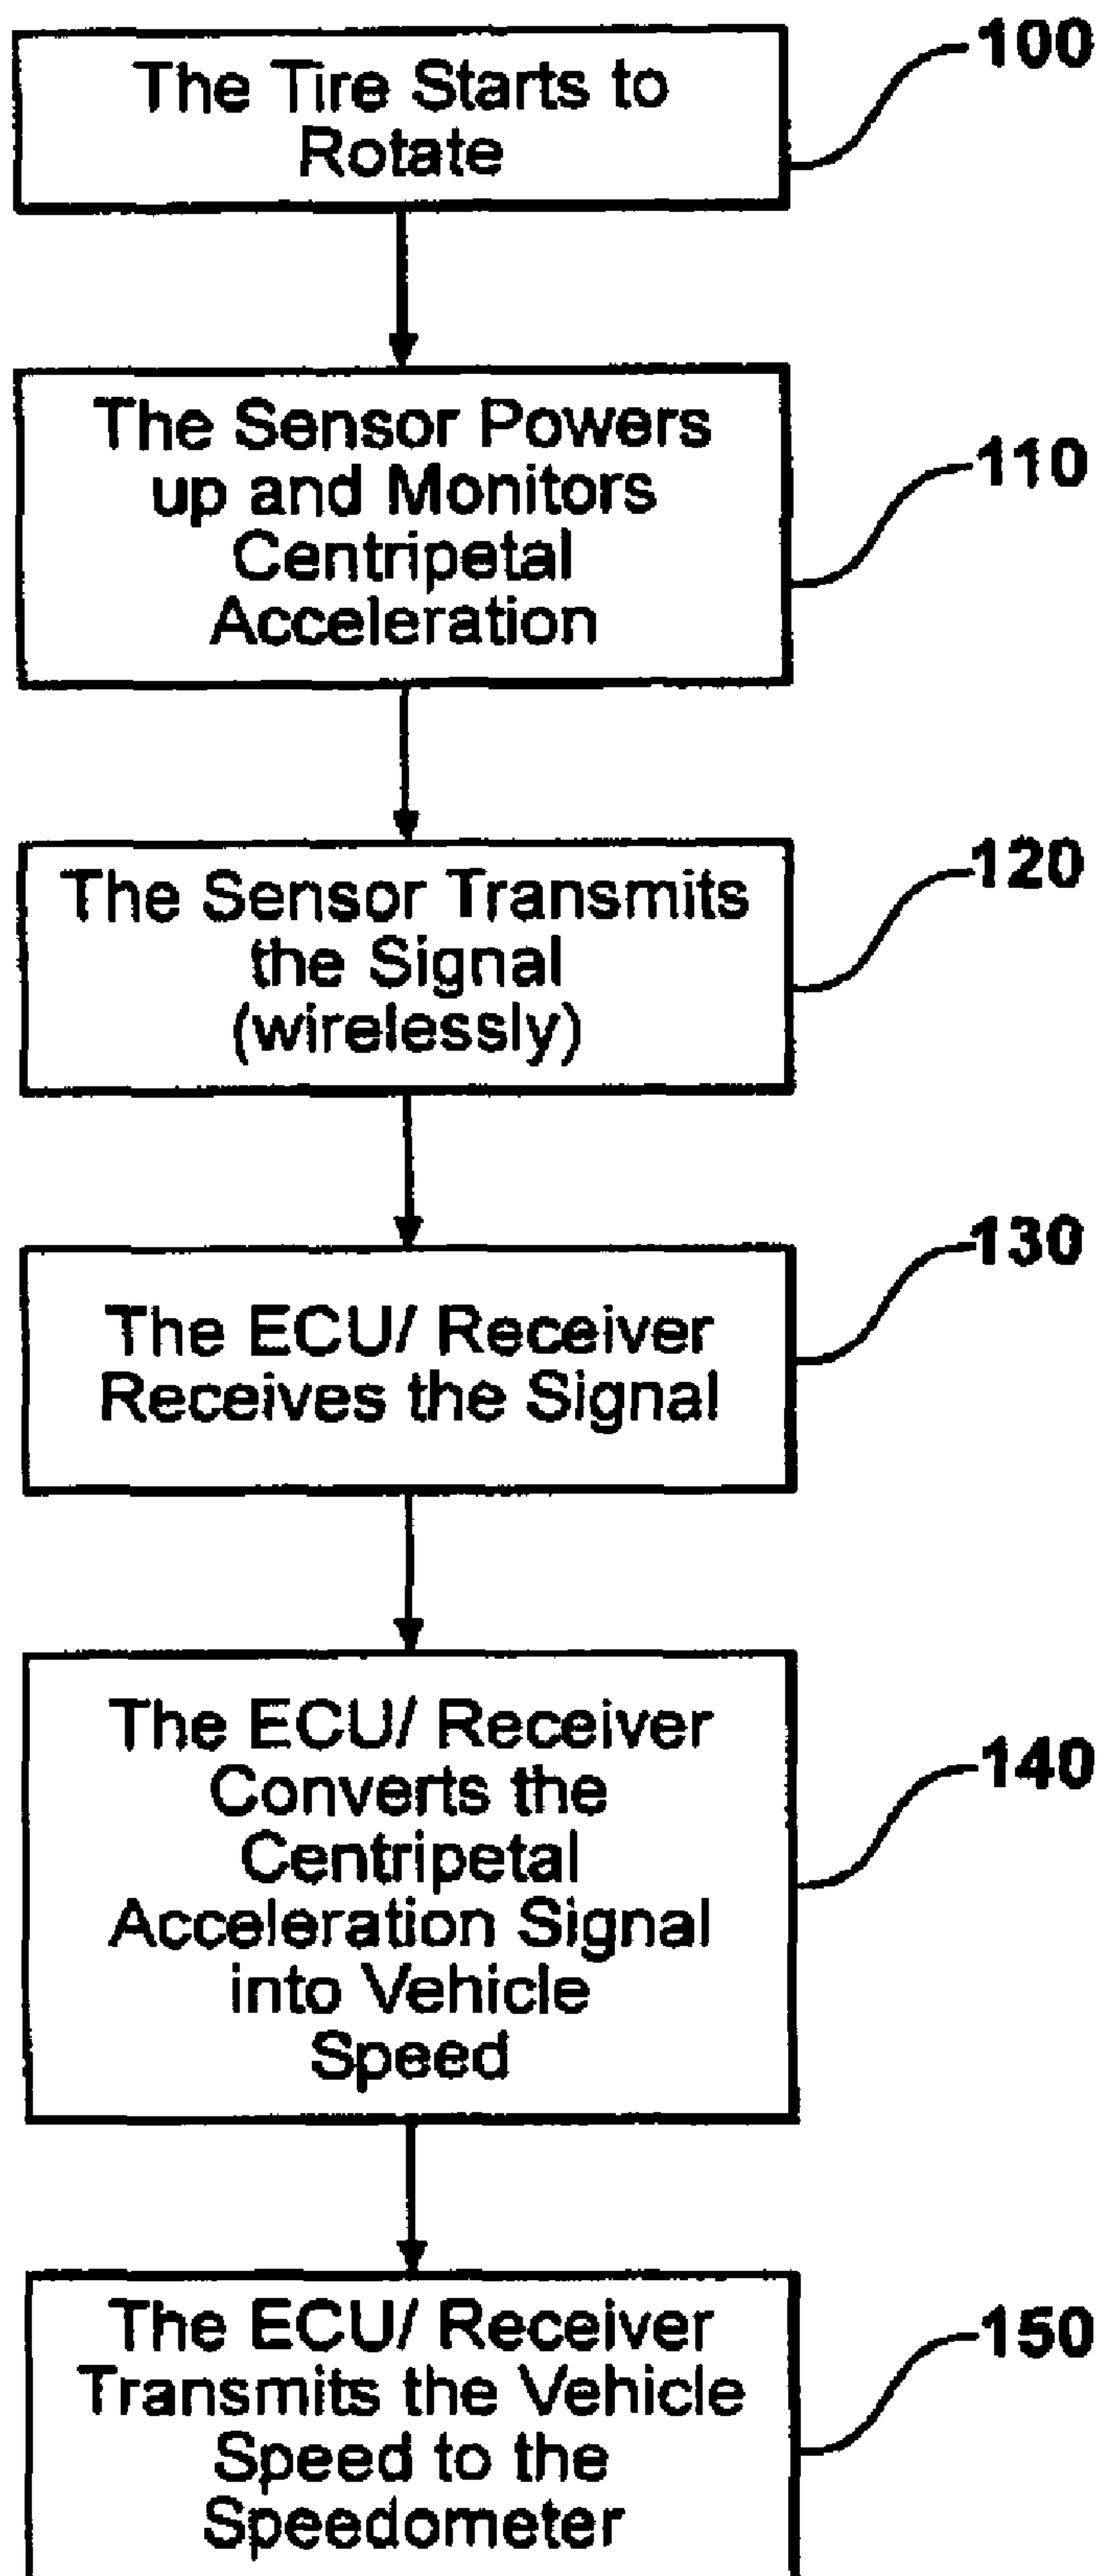 The Tire Starts to
Rotate
100
The Sensor Powers
up and Monitors
Centripetal
Acceleration
110
The Sensor Transmits
the Signal
(wirelessly)
120
The ECU/ Receiver
Receives the Signal
130
The ECU/ Receiver
Converts the
Centripetal
Acceleration Signal
into Vehicle
Speed
140
The ECU/ Receiver
Transmits the Vehicle
Speed to the
Speedometer
150